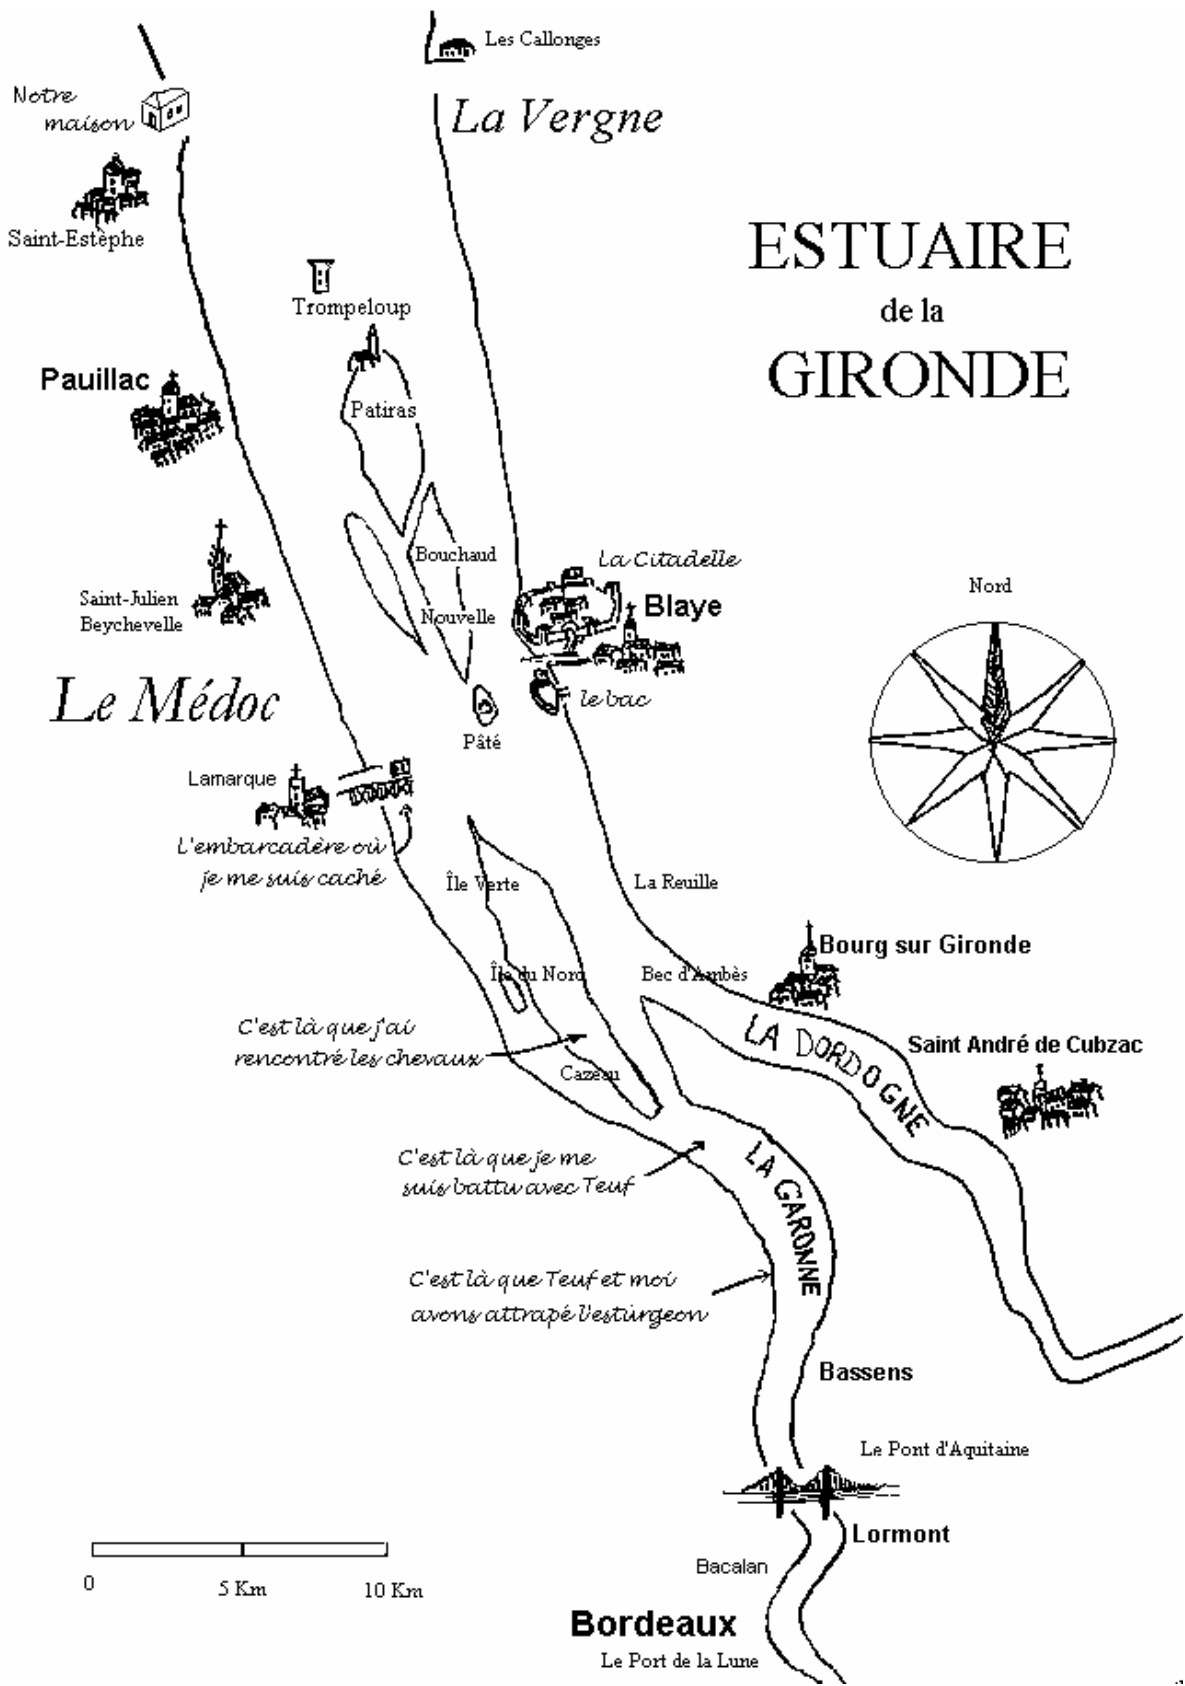 Les Callonges
La Vergne
Notre
maison
Saint-Estèphe
ESTUAIRE
de la
GIRONDE
Trompeloup
Pauillac
Patiras
Bouchaud
La Citadelle
Blaye
Nord
Saint-Julien
Beychevelle
Nouvelle
Le Médoc
le bac
Pâté
Lamarque
L'embarcadère où
je me suis caché
Île Verte
La Reuille
Bourg sur Gironde
Île du Nord
Bec d'Ambès
C'est là que j'ai
rencontré les chevaux
LA DORDOGNE
Saint André de Cubzac
Cazeau
C'est là que je me
suis battu avec Teuf
LA GARONNE
C'est là que Teuf et moi
avons attrapé l'esturgeon
Bassens
Le Pont d'Aquitaine
Lormont
Bacalan
0 5 Km 10 Km
Bordeaux
Le Port de la Lune